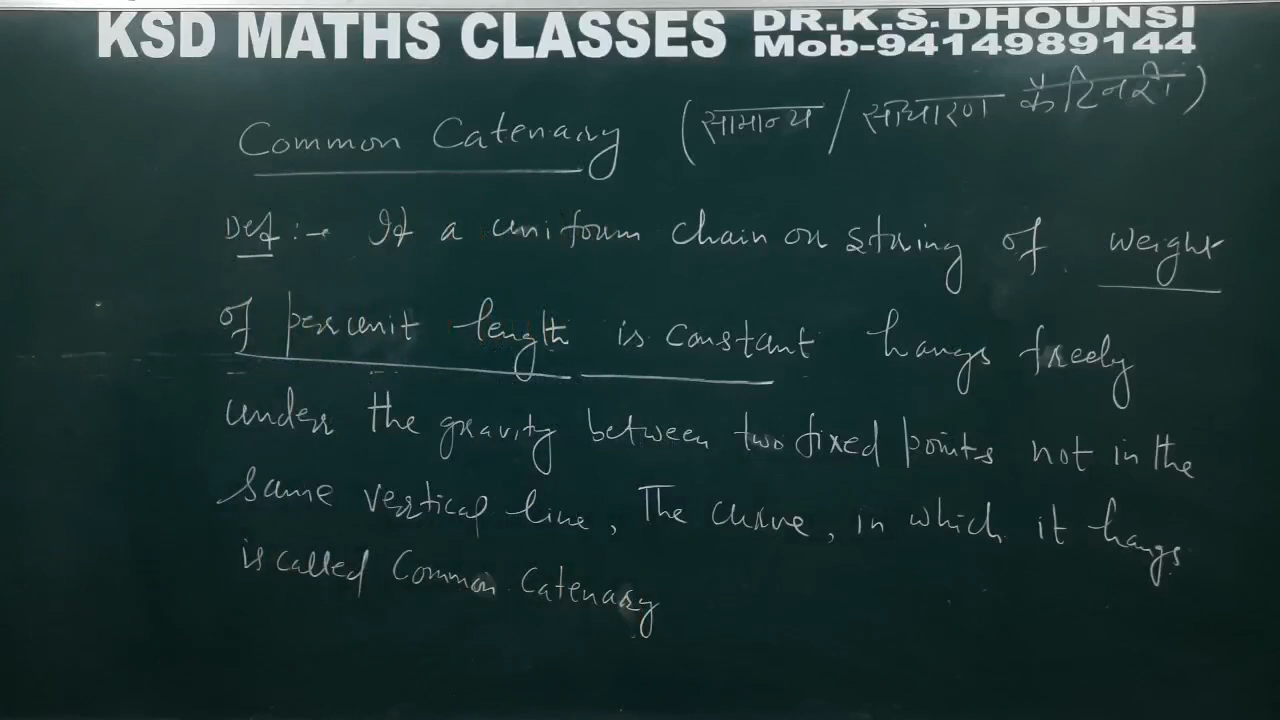 KSD MATHS CLASSES DR.K.S.DHOUNSI
Mob-9414989144
Common Catenary (सामान्य / साधारण कैटिनरी)
Def :- If a uniform chain or string of weight
of per unit length is constant hangs freely
under the gravity between two fixed points not in the
same vertical line, The curve, in which it hangs
is called Common Catenary